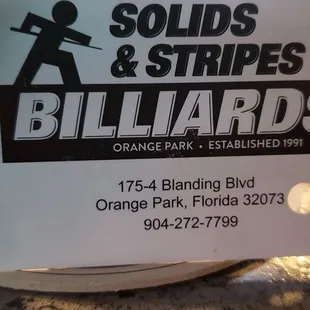 SOLIDS
& STRIPES
BILLIARDS
ORANGE PARK • ESTABLISHED 1991
175-4 Blanding Blvd
Orange Park, Florida 32073
904-272-7799